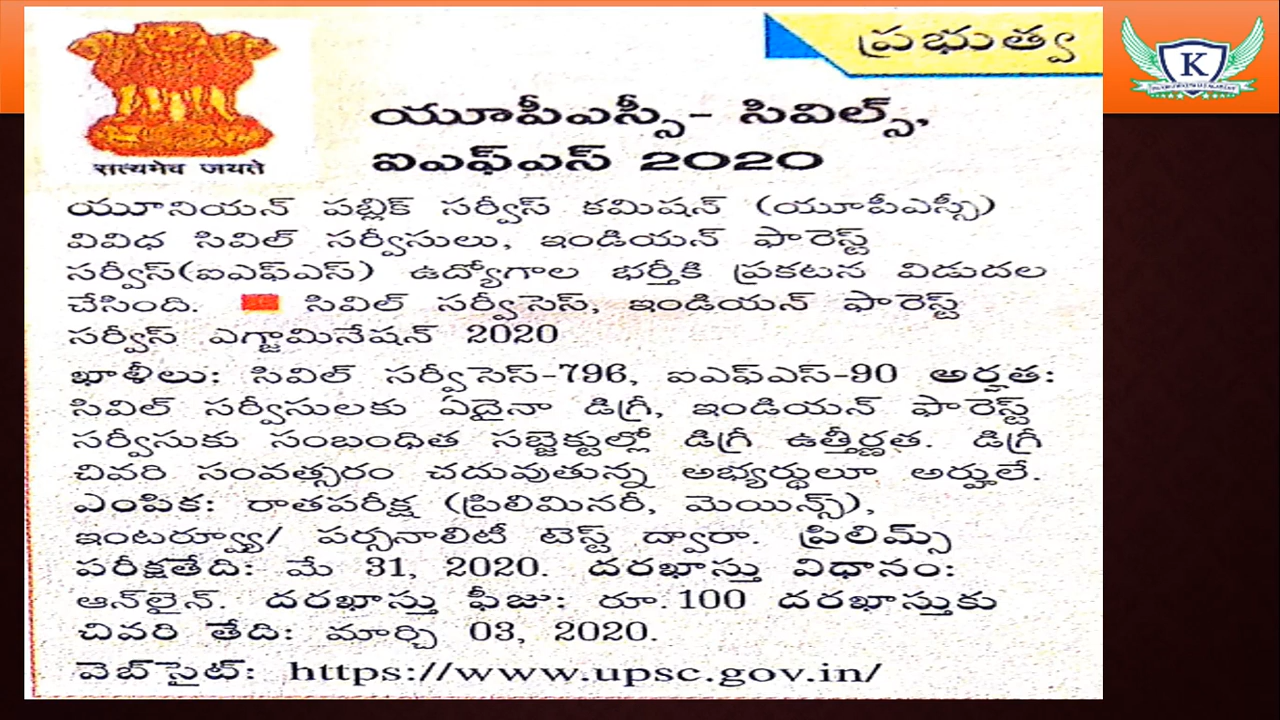 ప్రభుత్వ
K
सत्यमेव जयते
యూపీఎస్సీ- సివిల్స్,
ఐఎఫ్ఎస్ 2020
యూనియన్ పబ్లిక్ సర్వీస్ కమిషన్ (యూపీఎస్సీ)
వివిధ సివిల్ సర్వీసులు, ఇండియన్ ఫారెస్ట్
సర్వీస్(ఐఎఫ్ఎస్) ఉద్యోగాల భర్తీకి ప్రకటన విడుదల
చేసింది. సివిల్ సర్వీసెస్, ఇండియన్ ఫారెస్ట్
సర్వీస్ ఎగ్జామినేషన్ 2020
ఖాళీలు: సివిల్ సర్వీసెస్-796, ఐఎఫ్ఎస్-90 అర్హత:
సివిల్ సర్వీసులకు ఏదైనా డిగ్రీ, ఇండియన్ ఫారెస్ట్
సర్వీసుకు సంబంధిత సబ్జెక్టుల్లో డిగ్రీ ఉత్తీర్ణత. డిగ్రీ
చివరి సంవత్సరం చదువుతున్న అభ్యర్థులూ అర్హులే.
ఎంపిక: రాతపరీక్ష (ప్రిలిమినరీ, మెయిన్స్),
ఇంటర్వ్యూ/ పర్సనాలిటీ టెస్ట్ ద్వారా. ప్రిలిమ్స్
పరీక్షతేది: మే 31, 2020. దరఖాస్తు విధానం:
ఆన్‌లైన్. దరఖాస్తు ఫీజు: రూ.100 దరఖాస్తుకు
చివరి తేది: మార్చి 03, 2020.
వెబ్‌సైట్: https://www.upsc.gov.in/